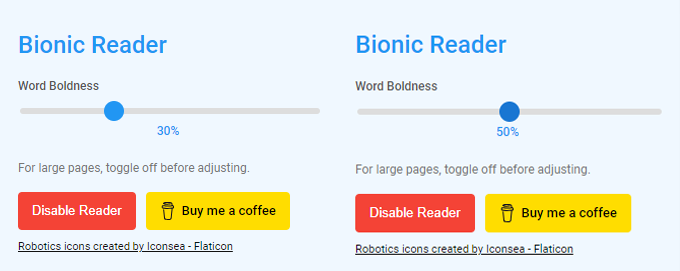 Bionic Reader
Word Boldness
30%
For large pages, toggle off before adjusting.
Disable Reader
Buy me a coffee
Robotics icons created by Iconsea - Flaticon
Bionic Reader
Word Boldness
50%
For large pages, toggle off before adjusting.
Disable Reader
Buy me a coffee
Robotics icons created by Iconsea - Flaticon